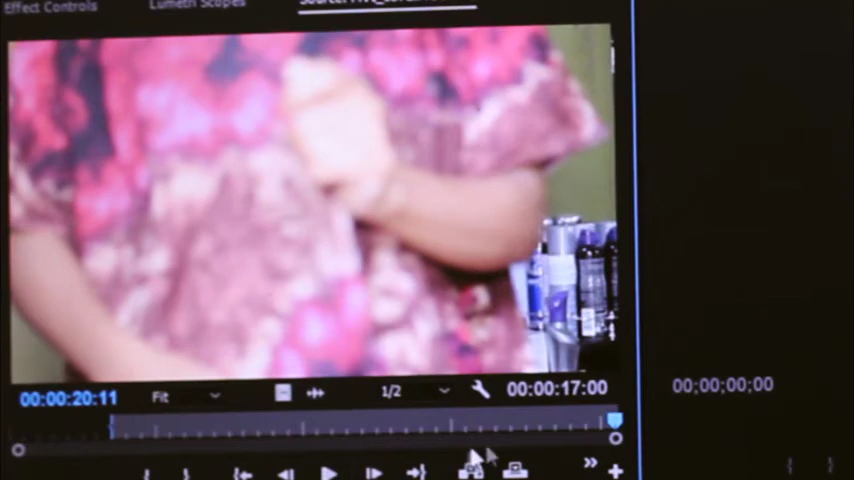 Effect Controls
Lumetri Scopes
00:00:20:11
Fit
1/2
00:00:17:00
00;00;00;00